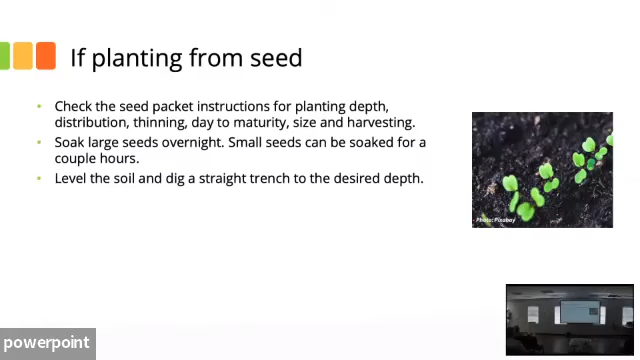 If planting from seed
• Check the seed packet instructions for planting depth,
distribution, thinning, day to maturity, size and harvesting.
• Soak large seeds overnight. Small seeds can be soaked for a
couple hours.
• Level the soil and dig a straight trench to the desired depth.
Photo: Pixabay
powerpoint